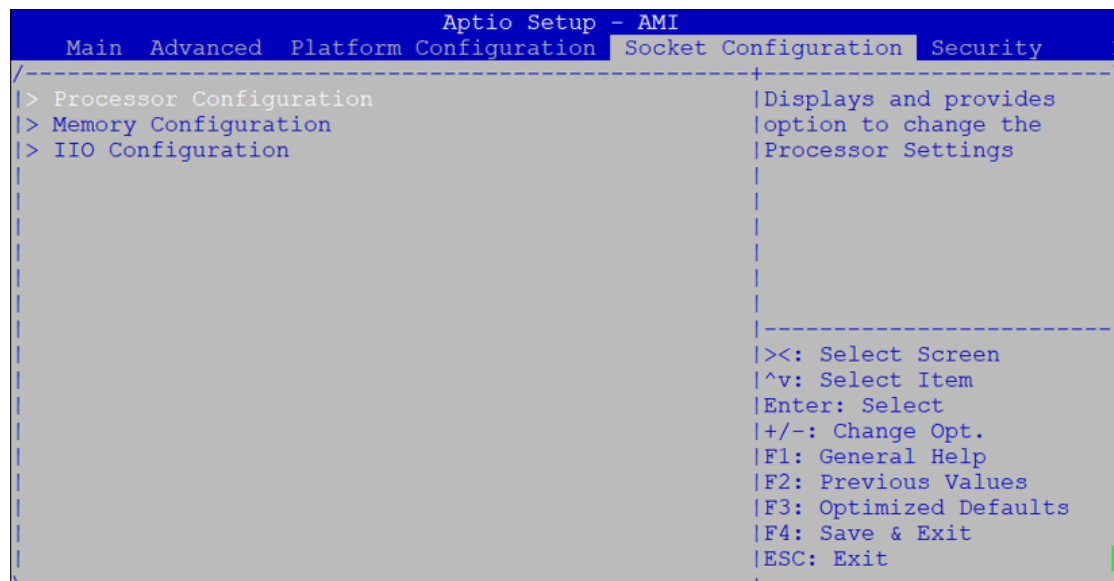 Aptio Setup - AMI
Main Advanced Platform Configuration Socket Configuration Security
/----------------------------------------------------+-------------------------
|> Processor Configuration |Displays and provides
|> Memory Configuration |option to change the
|> IIO Configuration |Processor Settings
| |
| |
| |
| |
| |
| |
| |-------------------------
| |><: Select Screen
| |^v: Select Item
| |Enter: Select
| |+/-: Change Opt.
| |F1: General Help
| |F2: Previous Values
| |F3: Optimized Defaults
| |F4: Save & Exit
| |ESC: Exit